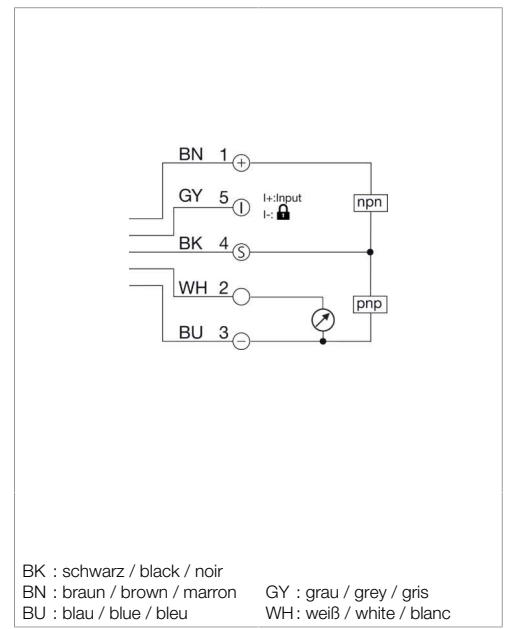 BN 1 +
GY 5 I I+:Input
I-:
npn
BK 4 S
WH 2
pnp
BU 3 −
BK : schwarz / black / noir
BN : braun / brown / marron
BU : blau / blue / bleu
GY : grau / grey / gris
WH : weiß / white / blanc